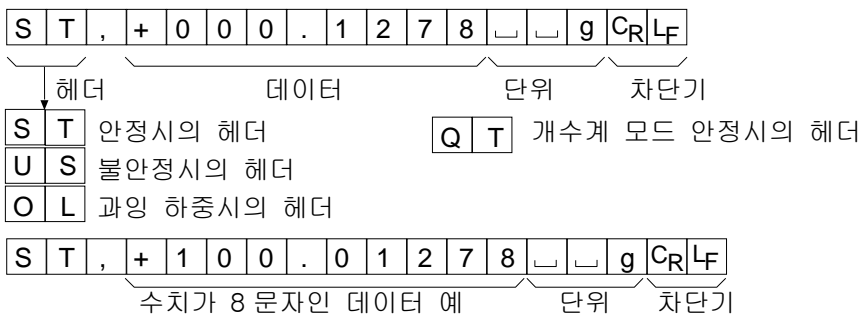 S T , + 0 0 0 . 1 2 7 8 ␣ ␣ g CR LF
헤더 데이터 단위 차단기
S T 안정시의 헤더 Q T 개수계 모드 안정시의 헤더
U S 불안정시의 헤더
O L 과잉 하중시의 헤더
S T , + 1 0 0 . 0 1 2 7 8 ␣ ␣ g CR LF
수치가 8 문자인 데이터 예 단위 차단기